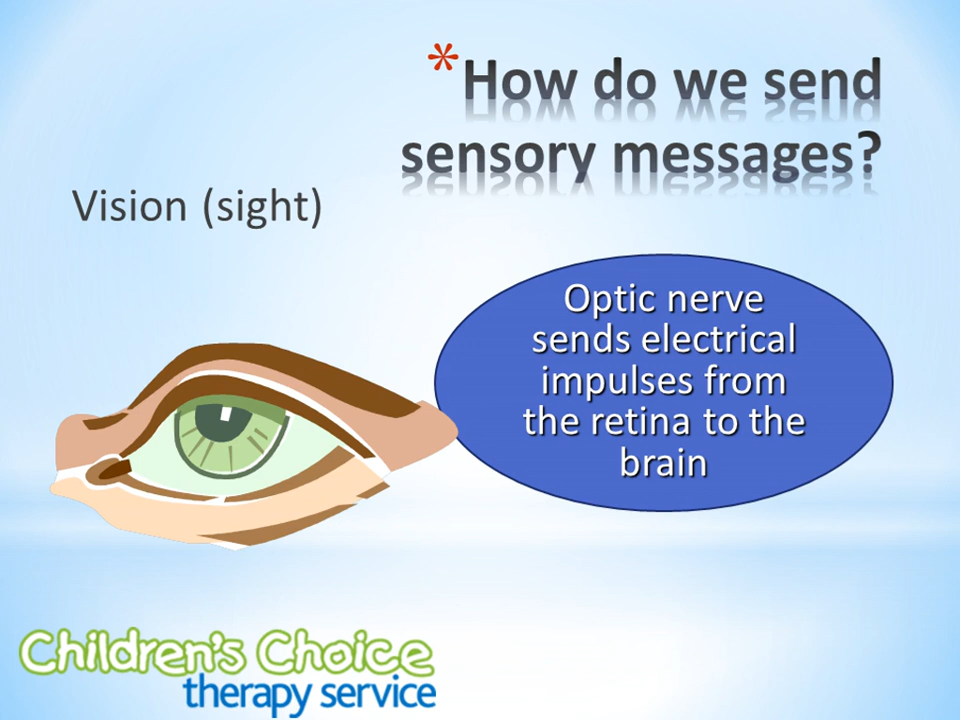 *How do we send
sensory messages?
Vision (sight)
Optic nerve
sends electrical
impulses from
the retina to the
brain
Children's Choice
therapy service